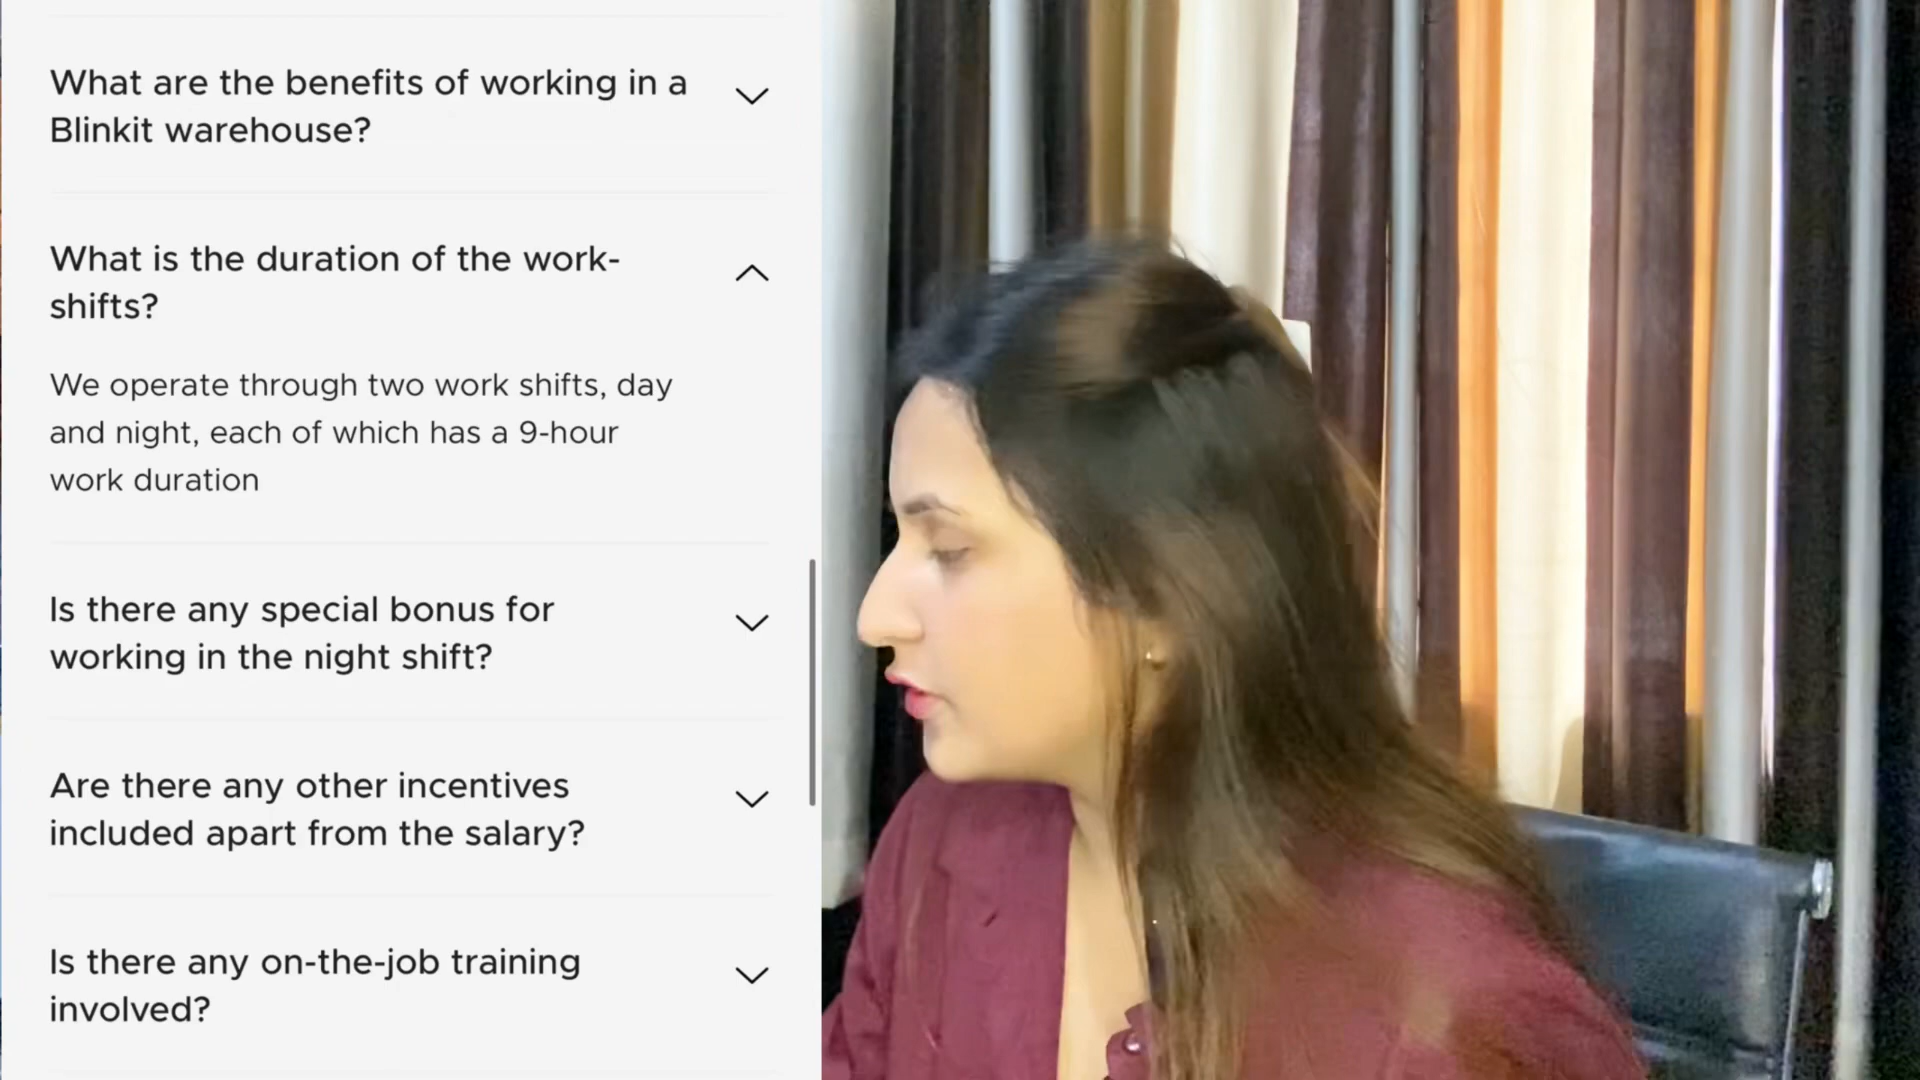 What are the benefits of working in a
Blinkit warehouse?
What is the duration of the work-
shifts?
We operate through two work shifts, day
and night, each of which has a 9-hour
work duration
Is there any special bonus for
working in the night shift?
Are there any other incentives
included apart from the salary?
Is there any on-the-job training
involved?